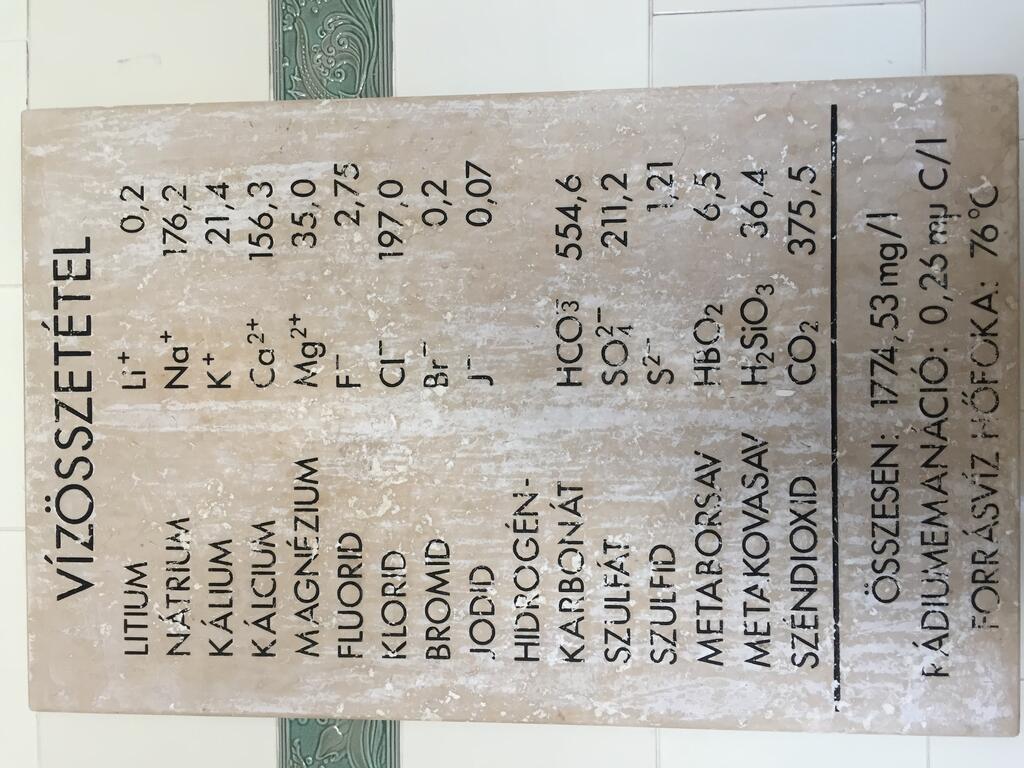 VÍZÖSSZETÉTEL
LITIUM Li⁺ 0,2
NÁTRIUM Na⁺ 176,2
KÁLIUM K⁺ 21,4
KÁLCIUM Ca²⁺ 156,3
MAGNÉZIUM Mg²⁺ 35,0
FLUORID F⁻ 2,75
KLORID Cl⁻ 197,0
BROMID Br⁻ 0,2
JODID J⁻ 0,07
HIDROGÉN-
KARBONÁT HCO₃⁻ 554,6
SZULFÁT SO₄²⁻ 211,2
SZULFID S²⁻ 1,21
METABORSAV HBO₂ 6,5
METAKOVASAV H₂SiO₃ 36,4
SZÉNDIOXID CO₂ 375,5
ÖSSZESEN: 1774,53 mg/l
RÁDIUMEMANÁCIÓ: 0,26 mµ C/l
FORRÁSVÍZ HŐFOKA: 76°C